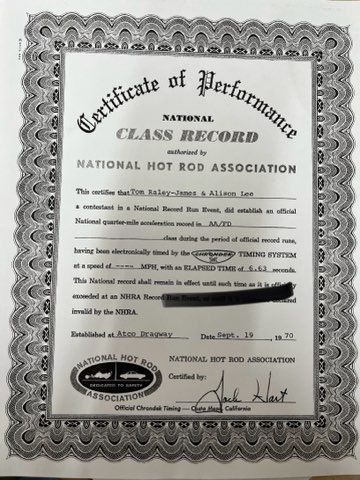 Certificate of Performance
NATIONAL
CLASS RECORD
authorized by
NATIONAL HOT ROD ASSOCIATION
This certifies that Tom Raley-James & Alison Lee
a contestant in a National Record Run Event, did establish an official
National quarter-mile acceleration record in AA/FD
class during the period of official record runs,
having been electronically timed by the CHRONDEK TIMING SYSTEM
at a speed of ---- MPH, with an ELAPSED TIME of 6.63 seconds.
This National record shall remain in effect until such time as it is
exceeded at an NHRA Record Run Event,
invalid by the NHRA.
Established at Atco Dragway Date Sept. 19, 1970
NATIONAL HOT ROD
DEDICATED TO SAFETY
ASSOCIATION
NATIONAL HOT ROD ASSOCIATION
Certified by:
Jack Hart
Official Chrondek Timing — Costa Mesa, California